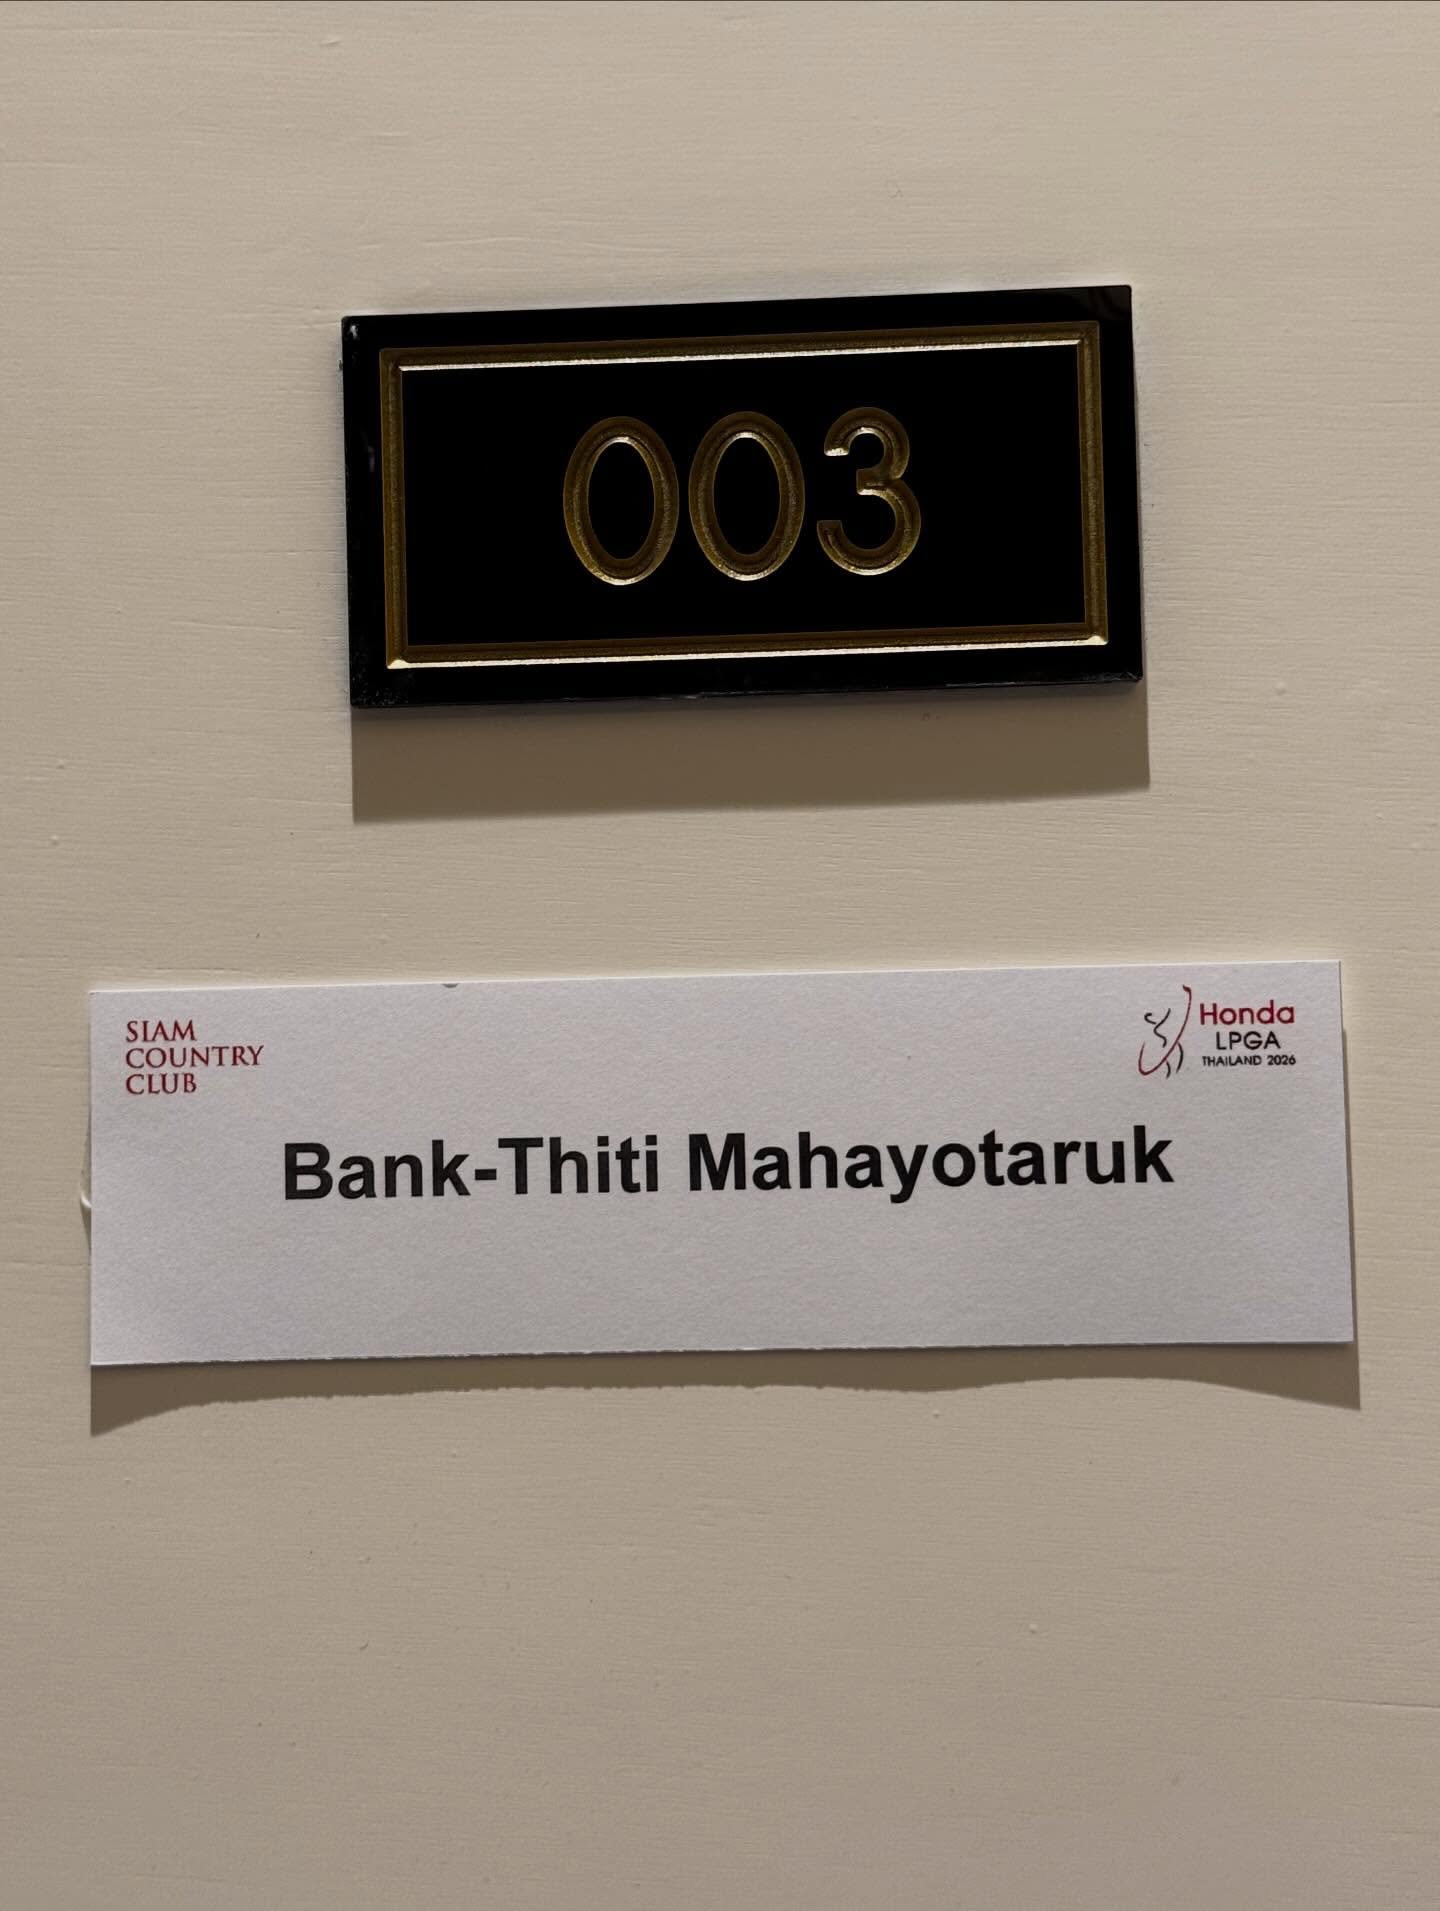 003
SIAM
COUNTRY
CLUB
Honda
LPGA
THAILAND 2026
Bank-Thiti Mahayotaruk